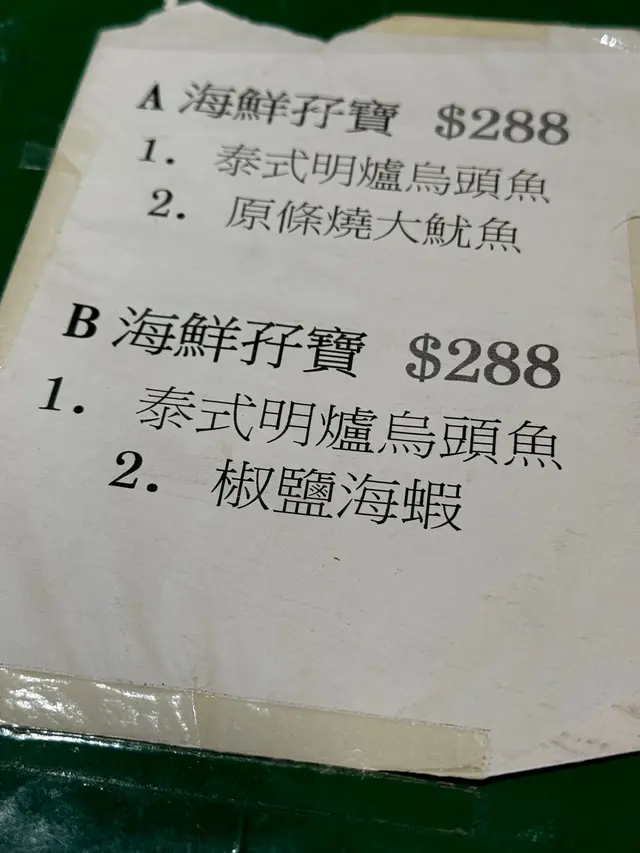 A 海鮮孖寶 $288
1. 泰式明爐烏頭魚
2. 原條燒大魷魚
B 海鮮孖寶 $288
1. 泰式明爐烏頭魚
2. 椒鹽海蝦